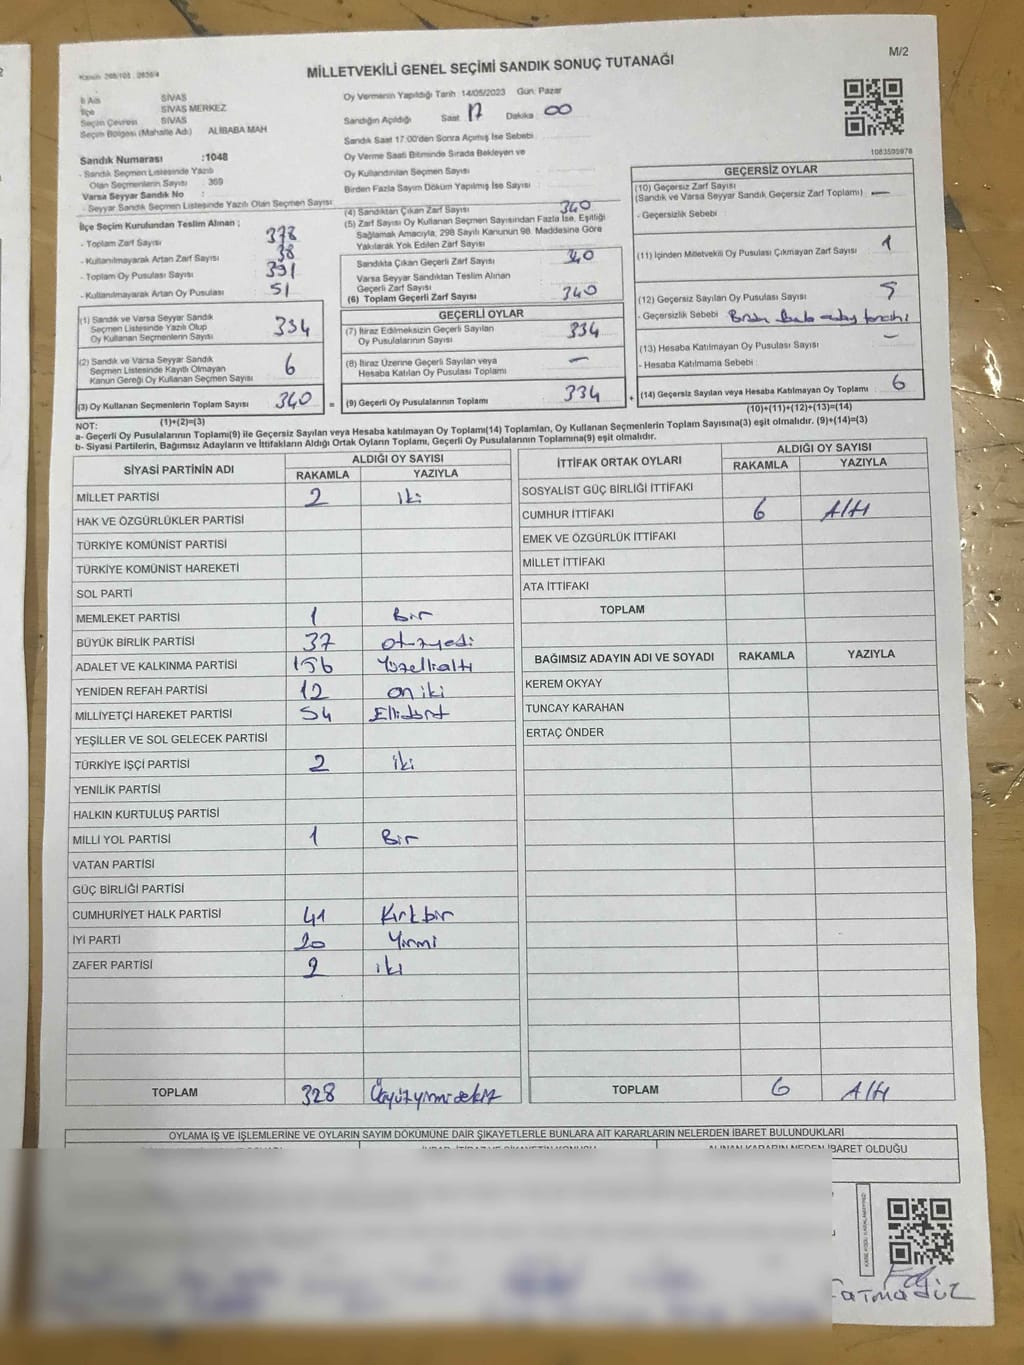 M/2
MİLLETVEKİLİ GENEL SEÇİMİ SANDIK SONUÇ TUTANAĞI
İl Adı SİVAS
İlçe SİVAS MERKEZ
Seçim Çevresi SİVAS
Seçim Bölgesi (Mahalle Adı) ALİBABA MAH
Sandık Numarası :1048
- Sandık Seçmen Listesinde Yazılı
Olan Seçmenlerin Sayısı : 369
Varsa Seyyar Sandık No :
- Seyyar Sandık Seçmen Listesinde Yazılı Olan Seçmen Sayısı
Oy Vermenin Yapıldığı Tarih :14/05/2023 Gün: Pazar
Sandığın Açıldığı Saat 17 Dakika 00
Sandık Saat 17.00'den Sonra Açılmış İse Sebebi
Oy Verme Saati Bitiminde Sırada Bekleyen ve
Oy Kullandırılan Seçmen Sayısı
Birden Fazla Sayım Döküm Yapılmış İse Sayısı
1083595978
İlçe Seçim Kurulundan Teslim Alınan ;
- Toplam Zarf Sayısı 378
- Kullanılmayarak Artan Zarf Sayısı 38
- Toplam Oy Pusulası Sayısı 391
- Kullanılmayarak Artan Oy Pusulası 51
(1) Sandık ve Varsa Seyyar Sandık
Seçmen Listesinde Yazılı Olup
Oy Kullanan Seçmenlerin Sayısı 334
(2) Sandık ve Varsa Seyyar Sandık
Seçmen Listesinde Kayıtlı Olmayan
Kanun Gereği Oy Kullanan Seçmen Sayısı 6
(3) Oy Kullanan Seçmenlerin Toplam Sayısı 340 =
(1)+(2)=(3)
(4) Sandıktan Çıkan Zarf Sayısı 340
(5) Zarf Sayısı Oy Kullanan Seçmen Sayısından Fazla İse, Eşitliği
Sağlamak Amacıyla, 298 Sayılı Kanunun 98. Maddesine Göre
Yakılarak Yok Edilen Zarf Sayısı
Sandıkta Çıkan Geçerli Zarf Sayısı 340
Varsa Seyyar Sandıktan Teslim Alınan
Geçerli Zarf Sayısı
(6) Toplam Geçerli Zarf Sayısı 340
GEÇERLİ OYLAR
(7) İtiraz Edilmeksizin Geçerli Sayılan
Oy Pusulalarının Sayısı 334
(8) İtiraz Üzerine Geçerli Sayılan veya
Hesaba Katılan Oy Pusulası Toplamı —
(9) Geçerli Oy Pusulalarının Toplamı 334 +
GEÇERSİZ OYLAR
(10) Geçersiz Zarf Sayısı
(Sandık ve Varsa Seyyar Sandık Geçersiz Zarf Toplamı) —
- Geçersizlik Sebebi
(11) İçinden Milletvekili Oy Pusulası Çıkmayan Zarf Sayısı 1
(12) Geçersiz Sayılan Oy Pusulası Sayısı 5
- Geçersizlik Sebebi
(13) Hesaba Katılmayan Oy Pusulası Sayısı —
- Hesaba Katılmama Sebebi
(14) Geçersiz Sayılan veya Hesaba Katılmayan Oy Toplamı 6
(10)+(11)+(12)+(13)=(14)
NOT:
a- Geçerli Oy Pusulalarının Toplamı(9) ile Geçersiz Sayılan veya Hesaba katılmayan Oy Toplamı(14) Toplamları, Oy Kullanan Seçmenlerin Toplam Sayısına(3) eşit olmalıdır. (9)+(14)=(3)
b- Siyasi Partilerin, Bağımsız Adayların ve İttifakların Aldığı Ortak Oyların Toplamı, Geçerli Oy Pusulalarının Toplamına(9) eşit olmalıdır.
SİYASİ PARTİNİN ADI ALDIĞI OY SAYISI
RAKAMLA YAZIYLA
MİLLET PARTİSİ 2 iki
HAK VE ÖZGÜRLÜKLER PARTİSİ
TÜRKİYE KOMÜNİST PARTİSİ
TÜRKİYE KOMÜNİST HAREKETİ
SOL PARTİ
MEMLEKET PARTİSİ 1 Bir
BÜYÜK BİRLİK PARTİSİ 37 otuzyedi
ADALET VE KALKINMA PARTİSİ 156 Yüzellialtı
YENİDEN REFAH PARTİSİ 12 on iki
MİLLİYETÇİ HAREKET PARTİSİ 54 Ellidört
YEŞİLLER VE SOL GELECEK PARTİSİ
TÜRKİYE İŞÇİ PARTİSİ 2 iki
YENİLİK PARTİSİ
HALKIN KURTULUŞ PARTİSİ
MİLLİ YOL PARTİSİ 1 Bir
VATAN PARTİSİ
GÜÇ BİRLİĞİ PARTİSİ
CUMHURİYET HALK PARTİSİ 41 Kırkbir
İYİ PARTİ 20 Yirmi
ZAFER PARTİSİ 2 iki
TOPLAM 328 Üçyüzyirmisekiz
İTTİFAK ORTAK OYLARI ALDIĞI OY SAYISI
RAKAMLA YAZIYLA
SOSYALİST GÜÇ BİRLİĞİ İTTİFAKI
CUMHUR İTTİFAKI 6 Altı
EMEK VE ÖZGÜRLÜK İTTİFAKI
MİLLET İTTİFAKI
ATA İTTİFAKI
TOPLAM
BAĞIMSIZ ADAYIN ADI VE SOYADI RAKAMLA YAZIYLA
KEREM OKYAY
TUNCAY KARAHAN
ERTAÇ ÖNDER
TOPLAM 6 Altı
OYLAMA İŞ VE İŞLEMLERİNE VE OYLARIN SAYIM DÖKÜMÜNE DAİR ŞİKAYETLERLE BUNLARA AİT KARARLARIN NELERDEN İBARET BULUNDUKLARI
ALINAN KARARIN NEDEN İBARET OLDUĞU